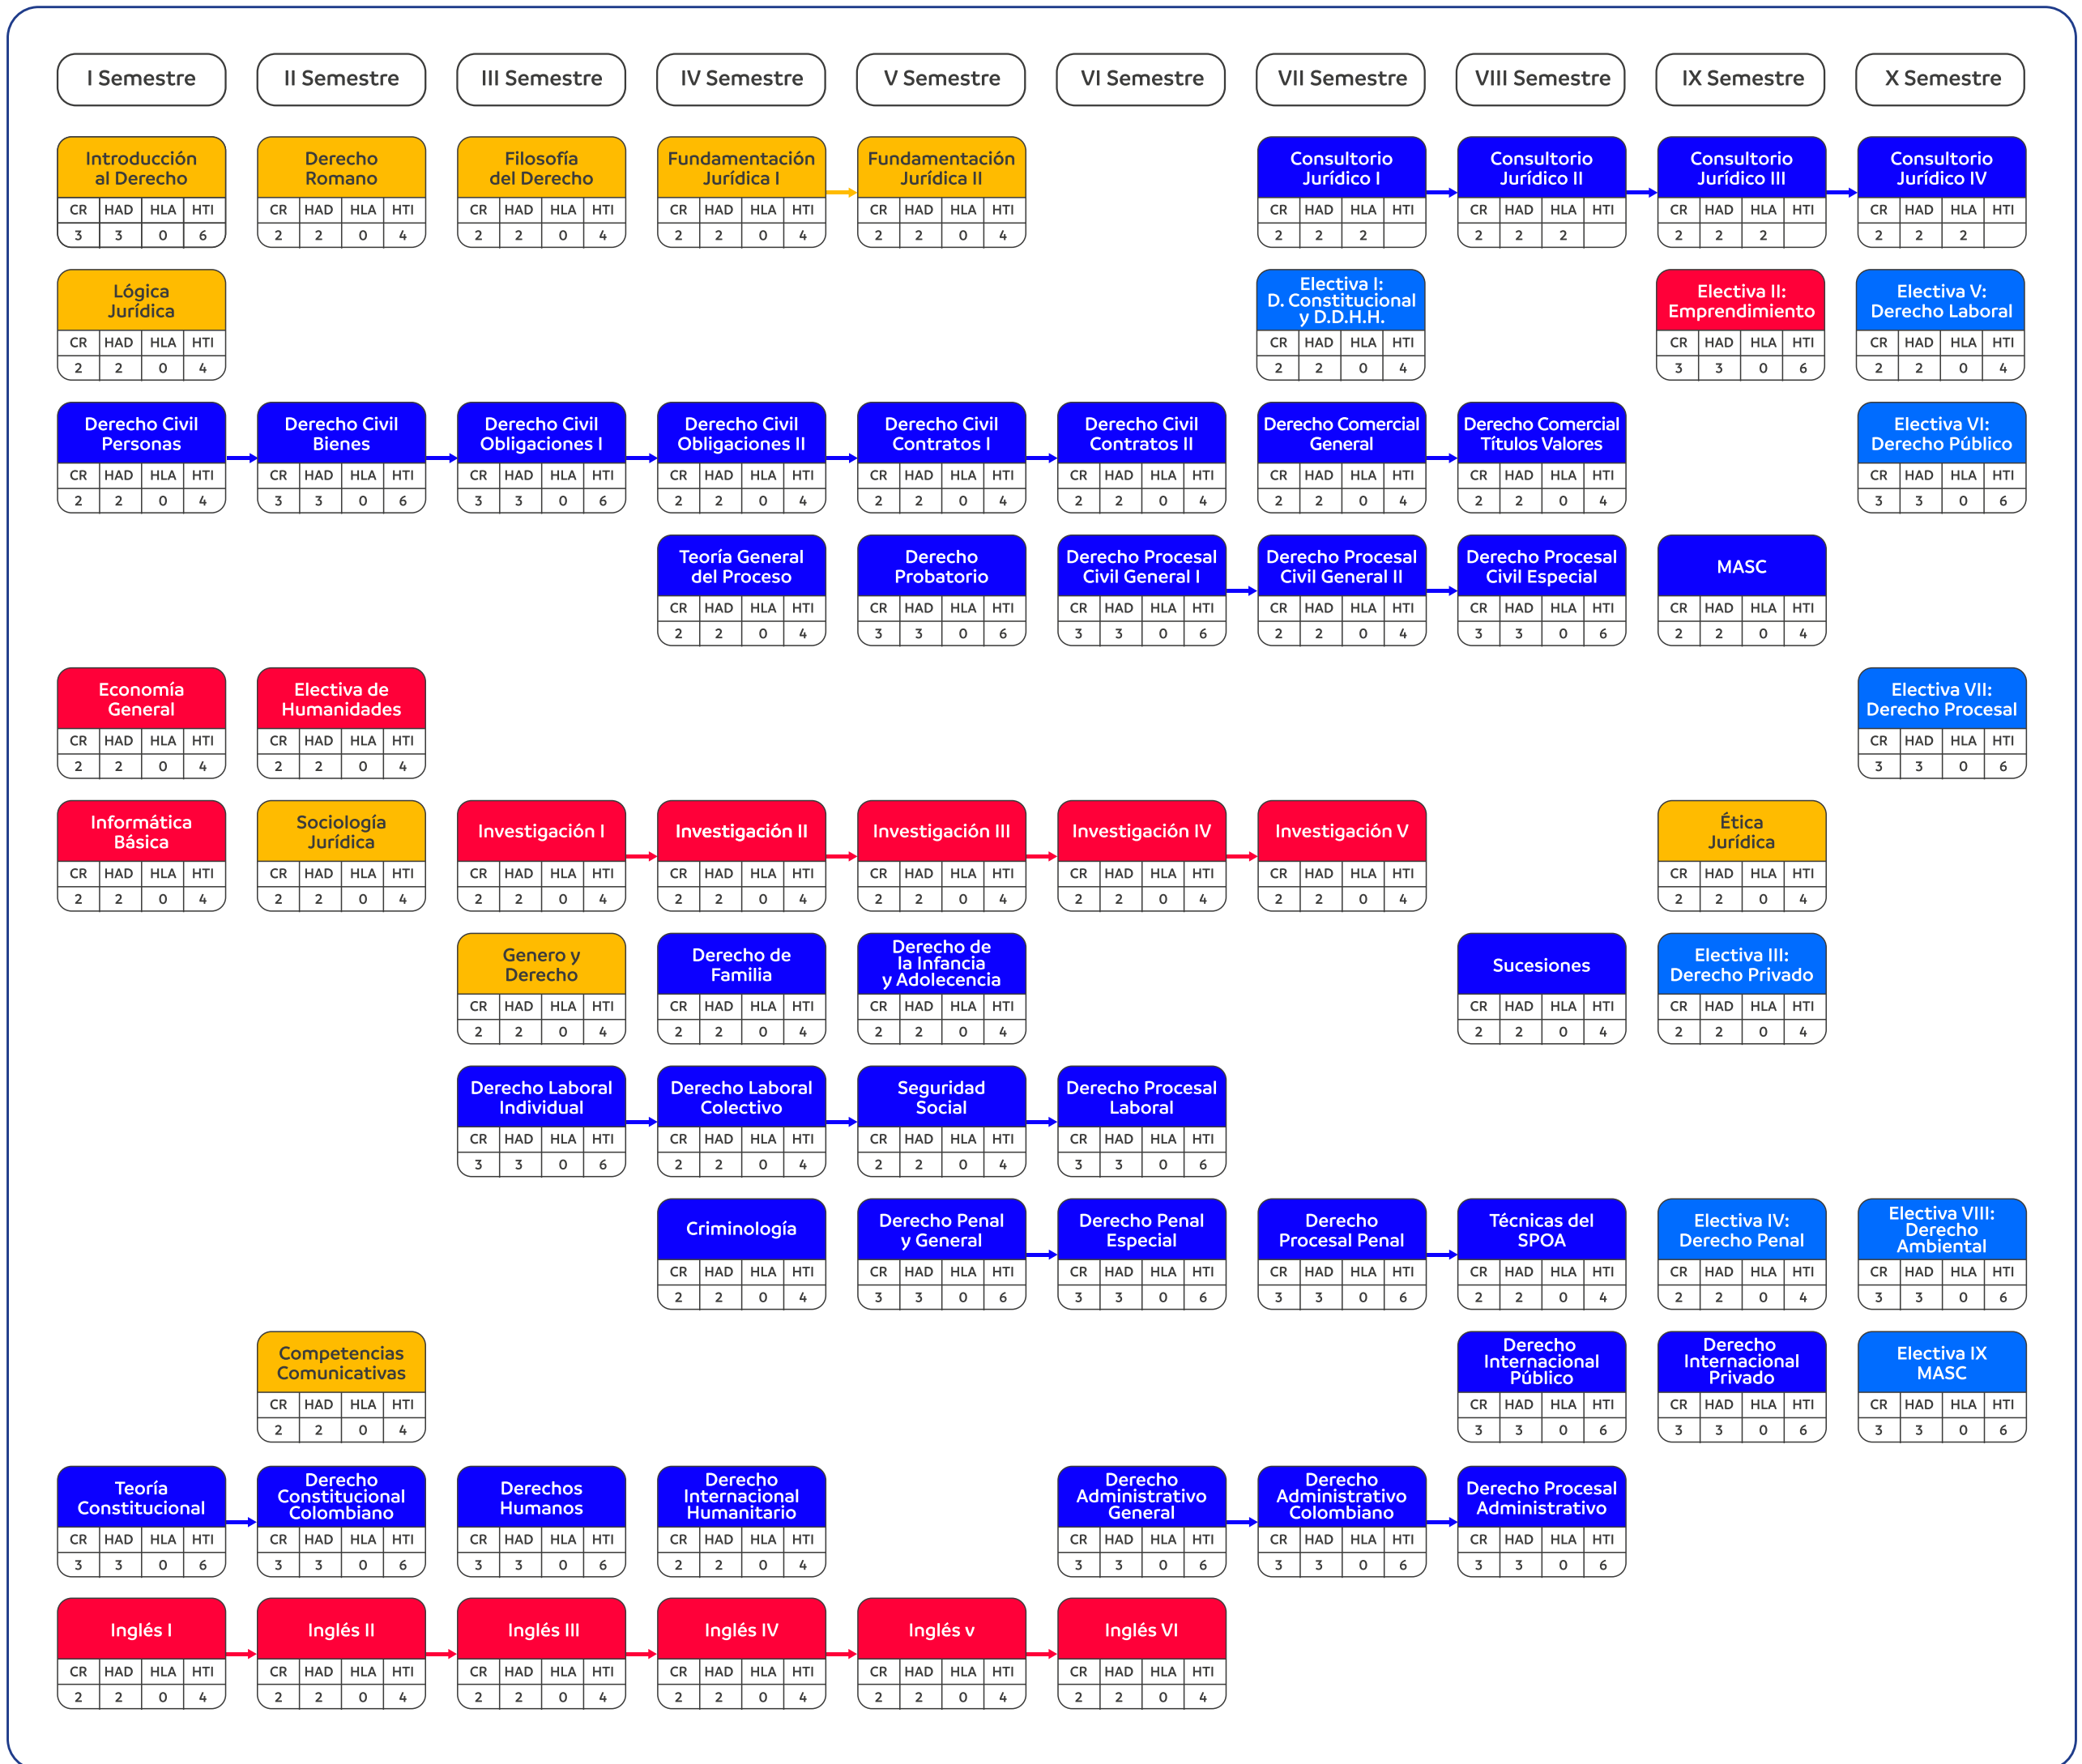 I Semestre II Semestre III Semestre IV Semestre V Semestre VI Semestre VII Semestre VIII Semestre IX Semestre X Semestre
Introducción
al Derecho
CR HAD HLA HTI
3 3 0 6
Derecho
Romano
CR HAD HLA HTI
2 2 0 4
Filosofía
del Derecho
CR HAD HLA HTI
2 2 0 4
Fundamentación
Jurídica I
CR HAD HLA HTI
2 2 0 4
Fundamentación
Jurídica II
CR HAD HLA HTI
2 2 0 4
Consultorio
Jurídico I
CR HAD HLA HTI
2 2 2
Consultorio
Jurídico II
CR HAD HLA HTI
2 2 2
Consultorio
Jurídico III
CR HAD HLA HTI
2 2 2
Consultorio
Jurídico IV
CR HAD HLA HTI
2 2 2
Lógica
Jurídica
CR HAD HLA HTI
2 2 0 4
Electiva I:
D. Constitucional
y D.D.H.H.
CR HAD HLA HTI
2 2 0 4
Electiva II:
Emprendimiento
CR HAD HLA HTI
3 3 0 6
Electiva V:
Derecho Laboral
CR HAD HLA HTI
2 2 0 4
Derecho Civil
Personas
CR HAD HLA HTI
2 2 0 4
Derecho Civil
Bienes
CR HAD HLA HTI
3 3 0 6
Derecho Civil
Obligaciones I
CR HAD HLA HTI
3 3 0 6
Derecho Civil
Obligaciones II
CR HAD HLA HTI
2 2 0 4
Derecho Civil
Contratos I
CR HAD HLA HTI
2 2 0 4
Derecho Civil
Contratos II
CR HAD HLA HTI
2 2 0 4
Derecho Comercial
General
CR HAD HLA HTI
2 2 0 4
Derecho Comercial
Títulos Valores
CR HAD HLA HTI
2 2 0 4
Electiva VI:
Derecho Público
CR HAD HLA HTI
3 3 0 6
Teoría General
del Proceso
CR HAD HLA HTI
2 2 0 4
Derecho
Probatorio
CR HAD HLA HTI
3 3 0 6
Derecho Procesal
Civil General I
CR HAD HLA HTI
3 3 0 6
Derecho Procesal
Civil General II
CR HAD HLA HTI
2 2 0 4
Derecho Procesal
Civil Especial
CR HAD HLA HTI
3 3 0 6
MASC
CR HAD HLA HTI
2 2 0 4
Economía
General
CR HAD HLA HTI
2 2 0 4
Electiva de
Humanidades
CR HAD HLA HTI
2 2 0 4
Electiva VII:
Derecho Procesal
CR HAD HLA HTI
3 3 0 6
Informática
Básica
CR HAD HLA HTI
2 2 0 4
Sociología
Jurídica
CR HAD HLA HTI
2 2 0 4
Investigación I
CR HAD HLA HTI
2 2 0 4
Investigación II
CR HAD HLA HTI
2 2 0 4
Investigación III
CR HAD HLA HTI
2 2 0 4
Investigación IV
CR HAD HLA HTI
2 2 0 4
Investigación V
CR HAD HLA HTI
2 2 0 4
Ética
Jurídica
CR HAD HLA HTI
2 2 0 4
Genero y
Derecho
CR HAD HLA HTI
2 2 0 4
Derecho de
Familia
CR HAD HLA HTI
2 2 0 4
Derecho de
la Infancia
y Adolecencia
CR HAD HLA HTI
2 2 0 4
Sucesiones
CR HAD HLA HTI
2 2 0 4
Electiva III:
Derecho Privado
CR HAD HLA HTI
2 2 0 4
Derecho Laboral
Individual
CR HAD HLA HTI
3 3 0 6
Derecho Laboral
Colectivo
CR HAD HLA HTI
2 2 0 4
Seguridad
Social
CR HAD HLA HTI
2 2 0 4
Derecho Procesal
Laboral
CR HAD HLA HTI
3 3 0 6
Criminología
CR HAD HLA HTI
2 2 0 4
Derecho Penal
y General
CR HAD HLA HTI
3 3 0 6
Derecho Penal
Especial
CR HAD HLA HTI
3 3 0 6
Derecho
Procesal Penal
CR HAD HLA HTI
3 3 0 6
Técnicas del
SPOA
CR HAD HLA HTI
2 2 0 4
Electiva IV:
Derecho Penal
CR HAD HLA HTI
2 2 0 4
Electiva VIII:
Derecho
Ambiental
CR HAD HLA HTI
3 3 0 6
Competencias
Comunicativas
CR HAD HLA HTI
2 2 0 4
Derecho
Internacional
Público
CR HAD HLA HTI
3 3 0 6
Derecho
Internacional
Privado
CR HAD HLA HTI
3 3 0 6
Electiva IX
MASC
CR HAD HLA HTI
3 3 0 6
Teoría
Constitucional
CR HAD HLA HTI
3 3 0 6
Derecho
Constitucional
Colombiano
CR HAD HLA HTI
3 3 0 6
Derechos
Humanos
CR HAD HLA HTI
3 3 0 6
Derecho
Internacional
Humanitario
CR HAD HLA HTI
2 2 0 4
Derecho
Administrativo
General
CR HAD HLA HTI
3 3 0 6
Derecho
Administrativo
Colombiano
CR HAD HLA HTI
3 3 0 6
Derecho Procesal
Administrativo
CR HAD HLA HTI
3 3 0 6
Inglés I
CR HAD HLA HTI
2 2 0 4
Inglés II
CR HAD HLA HTI
2 2 0 4
Inglés III
CR HAD HLA HTI
2 2 0 4
Inglés IV
CR HAD HLA HTI
2 2 0 4
Inglés v
CR HAD HLA HTI
2 2 0 4
Inglés VI
CR HAD HLA HTI
2 2 0 4